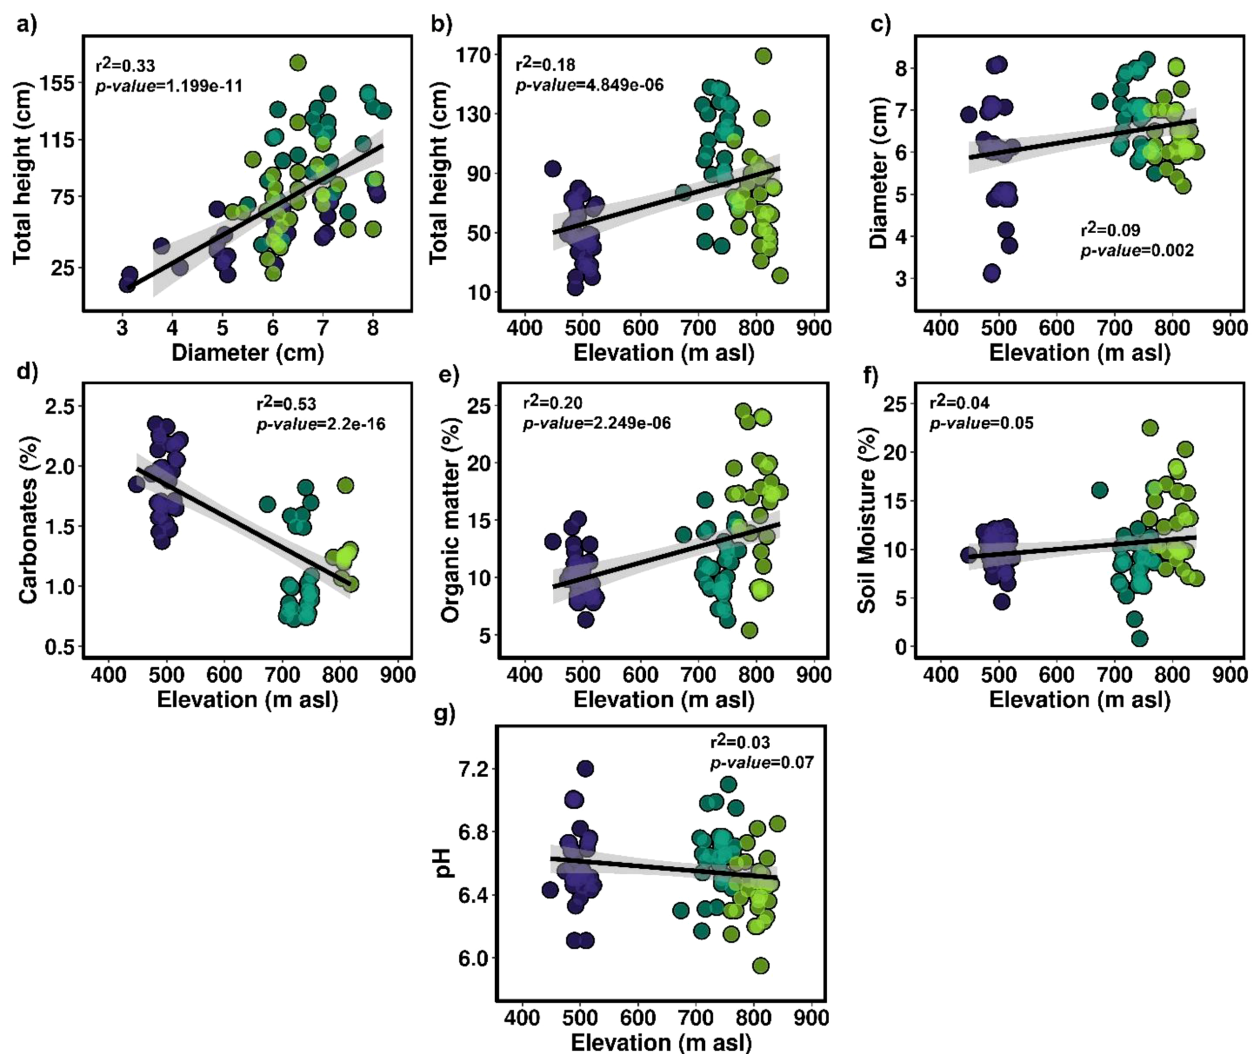 a)
r2=0.33
p-value=1.199e-11
Total height (cm)
155
115
75
25
3 4 5 6 7 8
Diameter (cm)
b)
r2=0.18
p-value=4.849e-06
Total height (cm)
170
130
90
50
10
400 500 600 700 800 900
Elevation (m asl)
c)
Diameter (cm)
8
7
6
5
4
3
r2=0.09
p-value=0.002
400 500 600 700 800 900
Elevation (m asl)
d)
r2=0.53
p-value=2.2e-16
Carbonates (%)
2.5
2.0
1.5
1.0
0.5
400 500 600 700 800 900
Elevation (m asl)
e)
r2=0.20
p-value=2.249e-06
Organic matter (%)
25
20
15
10
5
400 500 600 700 800 900
Elevation (m asl)
f)
r2=0.04
p-value=0.05
Soil Moisture (%)
25
20
15
10
5
0
400 500 600 700 800 900
Elevation (m asl)
g)
r2=0.03
p-value=0.07
pH
7.2
6.8
6.4
6.0
400 500 600 700 800 900
Elevation (m asl)